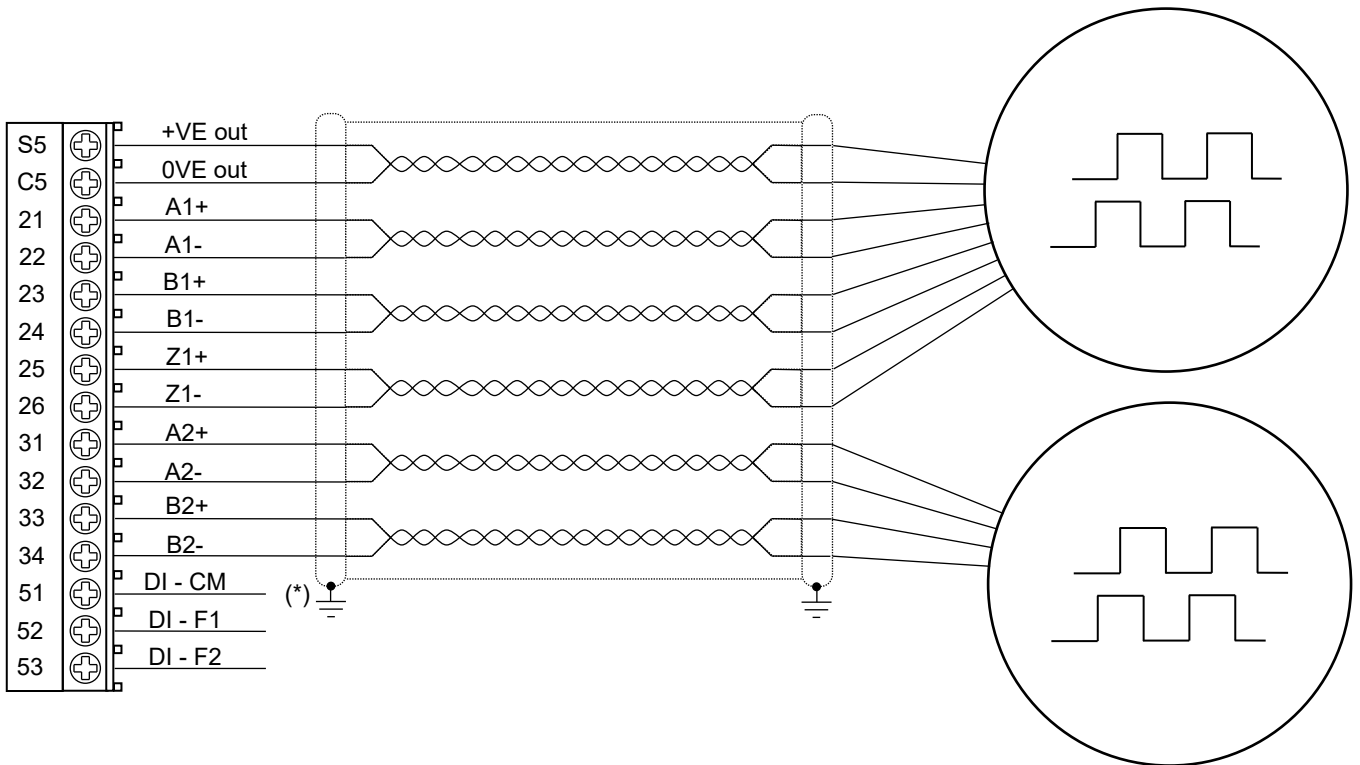 S5 +VE out
C5 0VE out
21 A1+
22 A1-
23 B1+
24 B1-
25 Z1+
26 Z1-
31 A2+
32 A2-
33 B2+
34 B2-
51 DI - CM (*)
52 DI - F1
53 DI - F2